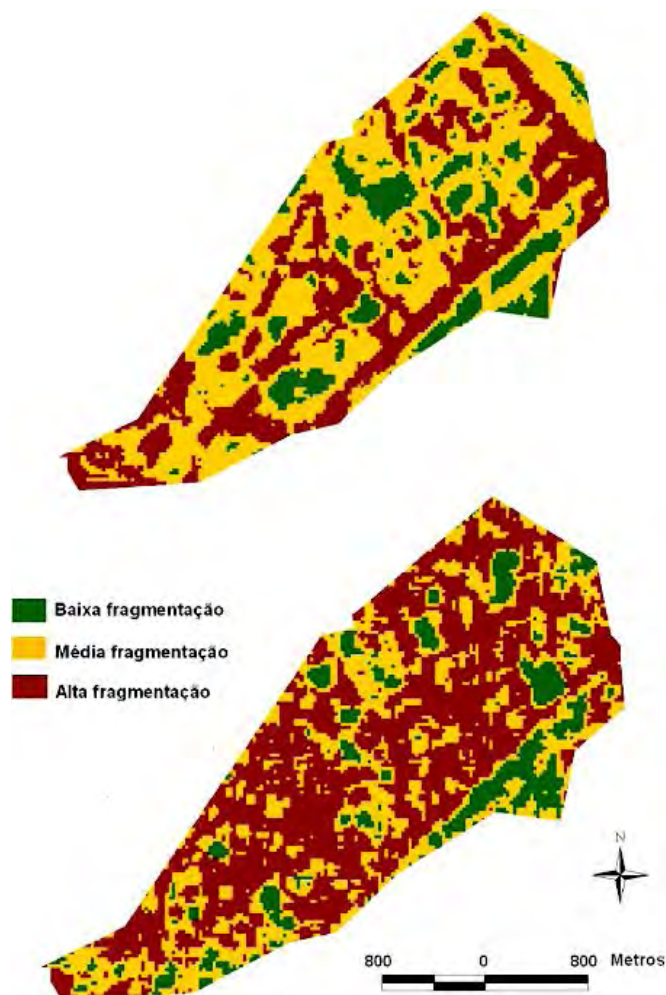 Baixa fragmentação
Média fragmentação
Alta fragmentação
N
800 0 800 Metros